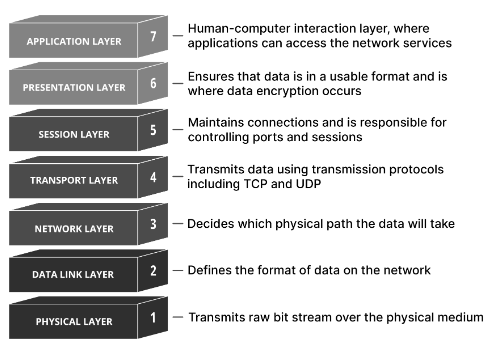 APPLICATION LAYER 7 — Human-computer interaction layer, where
applications can access the network services
PRESENTATION LAYER 6 — Ensures that data is in a usable format and is
where data encryption occurs
SESSION LAYER 5 — Maintains connections and is responsible for
controlling ports and sessions
TRANSPORT LAYER 4 — Transmits data using transmission protocols
including TCP and UDP
NETWORK LAYER 3 — Decides which physical path the data will take
DATA LINK LAYER 2 — Defines the format of data on the network
PHYSICAL LAYER 1 — Transmits raw bit stream over the physical medium